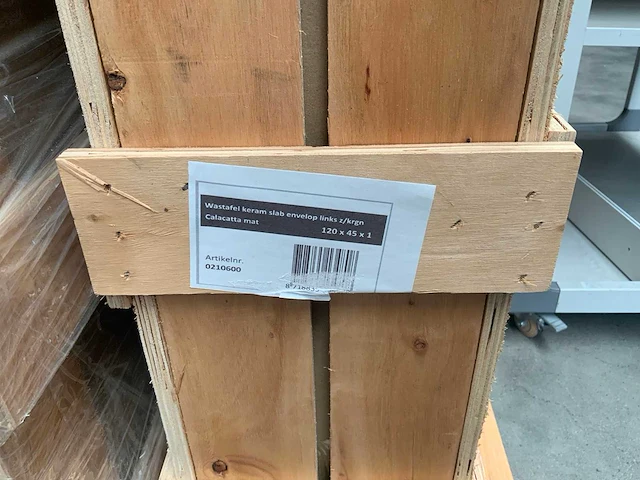 Wastafel keram slab envelop links z/krgn
Calacatta mat
120 x 45 x 1
Artikelnr.
0210600